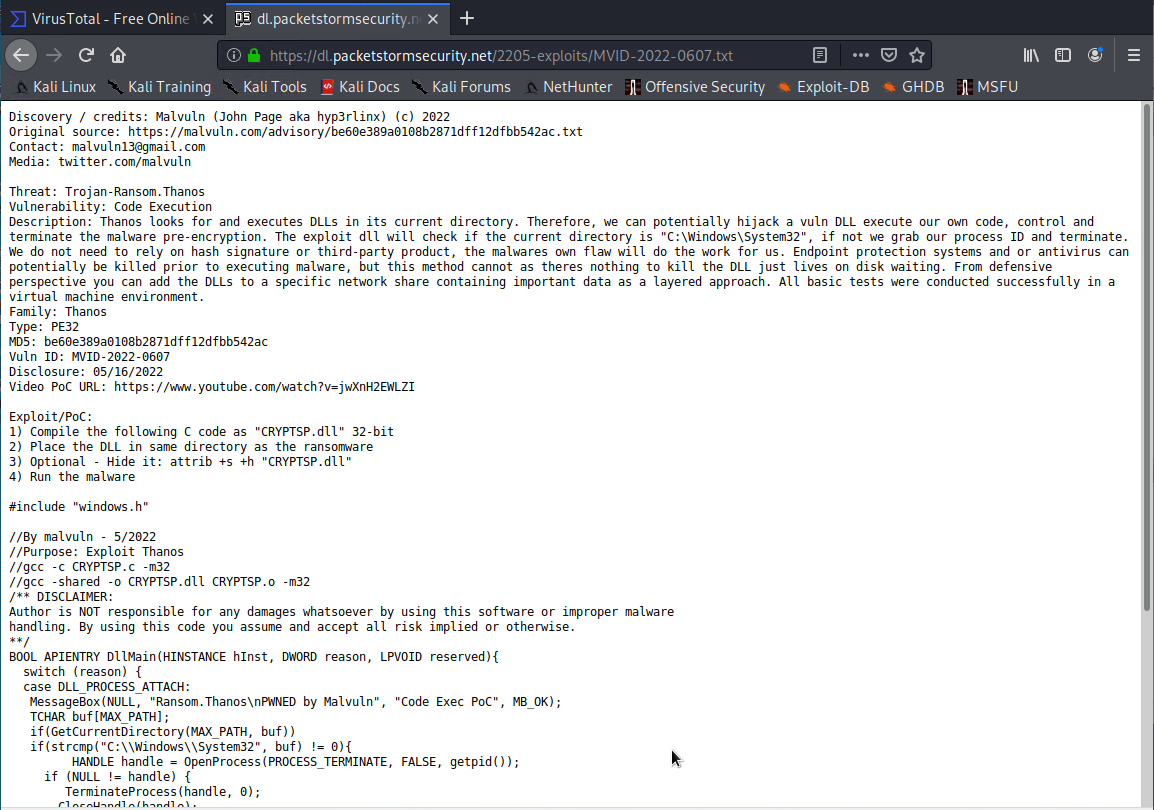 VirusTotal - Free Online
dl.packetstormsecurity.n
https://dl.packetstormsecurity.net/2205-exploits/MVID-2022-0607.txt
Kali Linux Kali Training Kali Tools Kali Docs Kali Forums NetHunter Offensive Security Exploit-DB GHDB MSFU
Discovery / credits: Malvuln (John Page aka hyp3rlinx) (c) 2022
Original source: https://malvuln.com/advisory/be60e389a0108b2871dff12dfbb542ac.txt
Contact: malvuln13@gmail.com
Media: twitter.com/malvuln
Threat: Trojan-Ransom.Thanos
Vulnerability: Code Execution
Description: Thanos looks for and executes DLLs in its current directory. Therefore, we can potentially hijack a vuln DLL execute our own code, control and
terminate the malware pre-encryption. The exploit dll will check if the current directory is "C:\Windows\System32", if not we grab our process ID and terminate.
We do not need to rely on hash signature or third-party product, the malwares own flaw will do the work for us. Endpoint protection systems and or antivirus can
potentially be killed prior to executing malware, but this method cannot as theres nothing to kill the DLL just lives on disk waiting. From defensive
perspective you can add the DLLs to a specific network share containing important data as a layered approach. All basic tests were conducted successfully in a
virtual machine environment.
Family: Thanos
Type: PE32
MD5: be60e389a0108b2871dff12dfbb542ac
Vuln ID: MVID-2022-0607
Disclosure: 05/16/2022
Video PoC URL: https://www.youtube.com/watch?v=jwXnH2EWLZI
Exploit/PoC:
1) Compile the following C code as "CRYPTSP.dll" 32-bit
2) Place the DLL in same directory as the ransomware
3) Optional - Hide it: attrib +s +h "CRYPTSP.dll"
4) Run the malware
#include "windows.h"
//By malvuln - 5/2022
//Purpose: Exploit Thanos
//gcc -c CRYPTSP.c -m32
//gcc -shared -o CRYPTSP.dll CRYPTSP.o -m32
/** DISCLAIMER:
Author is NOT responsible for any damages whatsoever by using this software or improper malware
handling. By using this code you assume and accept all risk implied or otherwise.
**/
BOOL APIENTRY DllMain(HINSTANCE hInst, DWORD reason, LPVOID reserved){
switch (reason) {
case DLL_PROCESS_ATTACH:
MessageBox(NULL, "Ransom.Thanos\nPWNED by Malvuln", "Code Exec PoC", MB_OK);
TCHAR buf[MAX_PATH];
if(GetCurrentDirectory(MAX_PATH, buf))
if(strcmp("C:\\Windows\\System32", buf) != 0){
HANDLE handle = OpenProcess(PROCESS_TERMINATE, FALSE, getpid());
if (NULL != handle) {
TerminateProcess(handle, 0);
CloseHandle(handle);